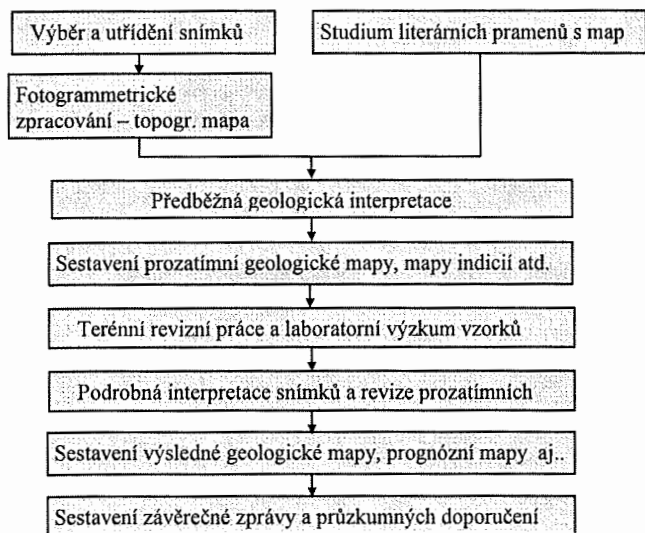 Výběr a utřídění snímků
Studium literárních pramenů s map
Fotogrammetrické
zpracování – topogr. mapa
Předběžná geologická interpretace
Sestavení prozatímní geologické mapy, mapy indicií atd.
Terénní revizní práce a laboratorní výzkum vzorků
Podrobná interpretace snímků a revize prozatímních
Sestavení výsledné geologické mapy, prognózní mapy aj..
Sestavení závěrečné zprávy a průzkumných doporučení